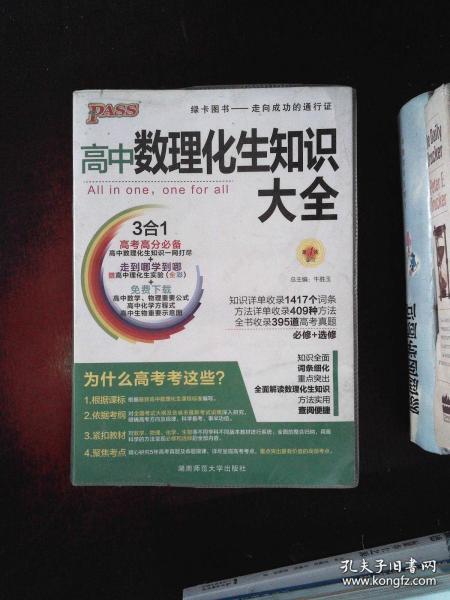 PASS
绿卡图书——走向成功的通行证
高中数理化生知识
大全
All in one, one for all
3合1
高考高分必备
高中数理化生知识一网打尽
+
走到哪学到哪
赠高中理化生实验(全彩)
+
免费下载
高中数学、物理重要公式
高中化学方程式
高中生物重要示意图
总主编:牛胜玉
知识详单收录1417个词条
方法详单收录409种方法
全书收录395道高考真题
必修+选修
知识全面
词条细化
重点突出
全面解读数理化生知识
方法实用
查阅便捷
为什么高考考这些?
1.根据课标
2.依据考纲
3.紧扣教材
4.聚焦考点
湖南师范大学出版社
孔夫子旧书网
www.kongfz.com